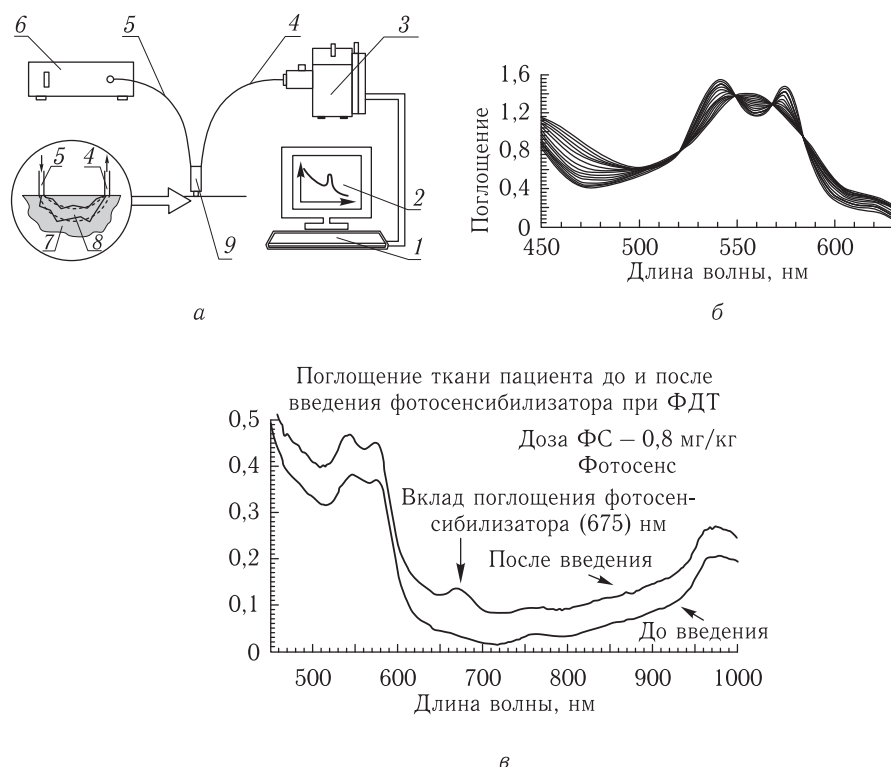 6
5
4
3
5
4
2
7
8
9
1
а
Поглощение
1,6
1,2
0,8
0,4
0
450
500
550
600
Длина волны, нм
б
Поглощение ткани пациента до и после
введения фотосенсибилизатора при ФДТ
0,5
0,4
0,3
0,2
0,1
0
Доза ФС – 0,8 мг/кг
Фотосенс
Вклад поглощения фотосен-
сибилизатора (675) нм
После введения
До введения
500
600
700
800
900
1000
Длина волны, нм
в